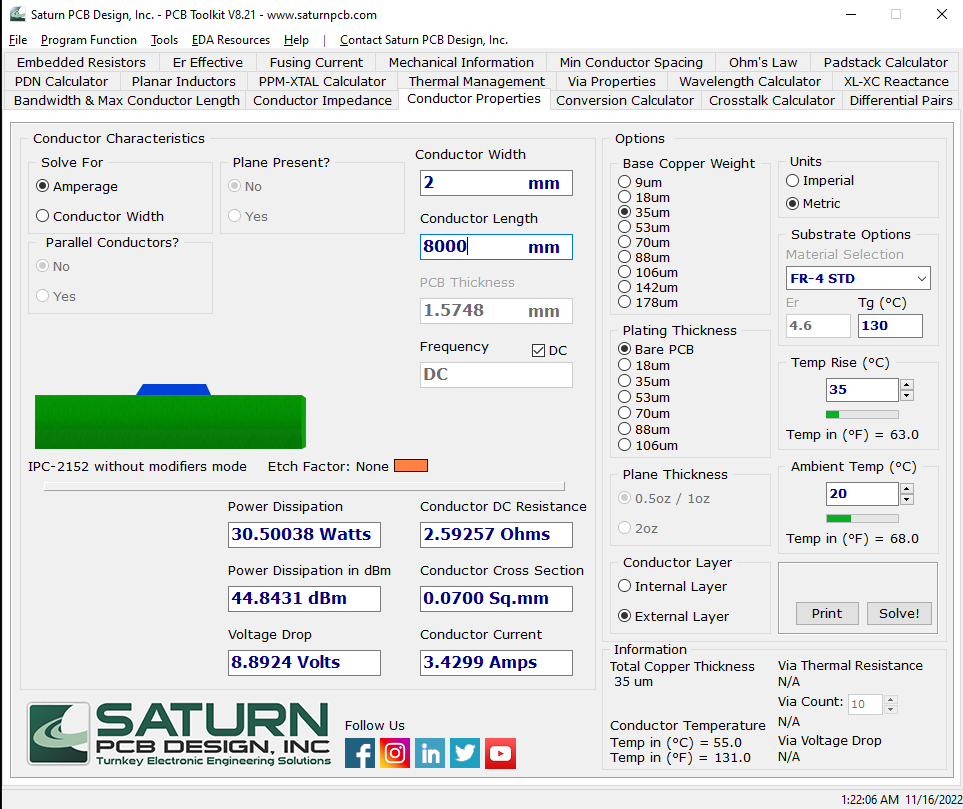 Saturn PCB Design, Inc. - PCB Toolkit V8.21 - www.saturnpcb.com
File Program Function Tools EDA Resources Help | Contact Saturn PCB Design, Inc.
Embedded Resistors Er Effective Fusing Current Mechanical Information Min Conductor Spacing Ohm's Law Padstack Calculator
PDN Calculator Planar Inductors PPM-XTAL Calculator Thermal Management Via Properties Wavelength Calculator XL-XC Reactance
Bandwidth & Max Conductor Length Conductor Impedance Conductor Properties Conversion Calculator Crosstalk Calculator Differential Pairs
Conductor Characteristics
Solve For
Amperage
Conductor Width
Plane Present?
No
Yes
Parallel Conductors?
No
Yes
Conductor Width
2 mm
Conductor Length
8000 mm
PCB Thickness
1.5748 mm
Frequency DC
DC
IPC-2152 without modifiers mode Etch Factor: None
Power Dissipation
30.50038 Watts
Power Dissipation in dBm
44.8431 dBm
Voltage Drop
8.8924 Volts
Conductor DC Resistance
2.59257 Ohms
Conductor Cross Section
0.0700 Sq.mm
Conductor Current
3.4299 Amps
Options
Base Copper Weight
9um
18um
35um
53um
70um
88um
106um
142um
178um
Plating Thickness
Bare PCB
18um
35um
53um
70um
88um
106um
Plane Thickness
0.5oz / 1oz
2oz
Conductor Layer
Internal Layer
External Layer
Units
Imperial
Metric
Substrate Options
Material Selection
FR-4 STD
Er Tg (°C)
4.6 130
Temp Rise (°C)
35
Temp in (°F) = 63.0
Ambient Temp (°C)
20
Temp in (°F) = 68.0
Print Solve!
Information
Total Copper Thickness
35 um
Conductor Temperature
Temp in (°C) = 55.0
Temp in (°F) = 131.0
Via Thermal Resistance
N/A
Via Count: 10
N/A
Via Voltage Drop
N/A
SATURN
PCB DESIGN, INC
Turnkey Electronic Engineering Solutions
Follow Us
f
in
1:22:06 AM 11/16/2022